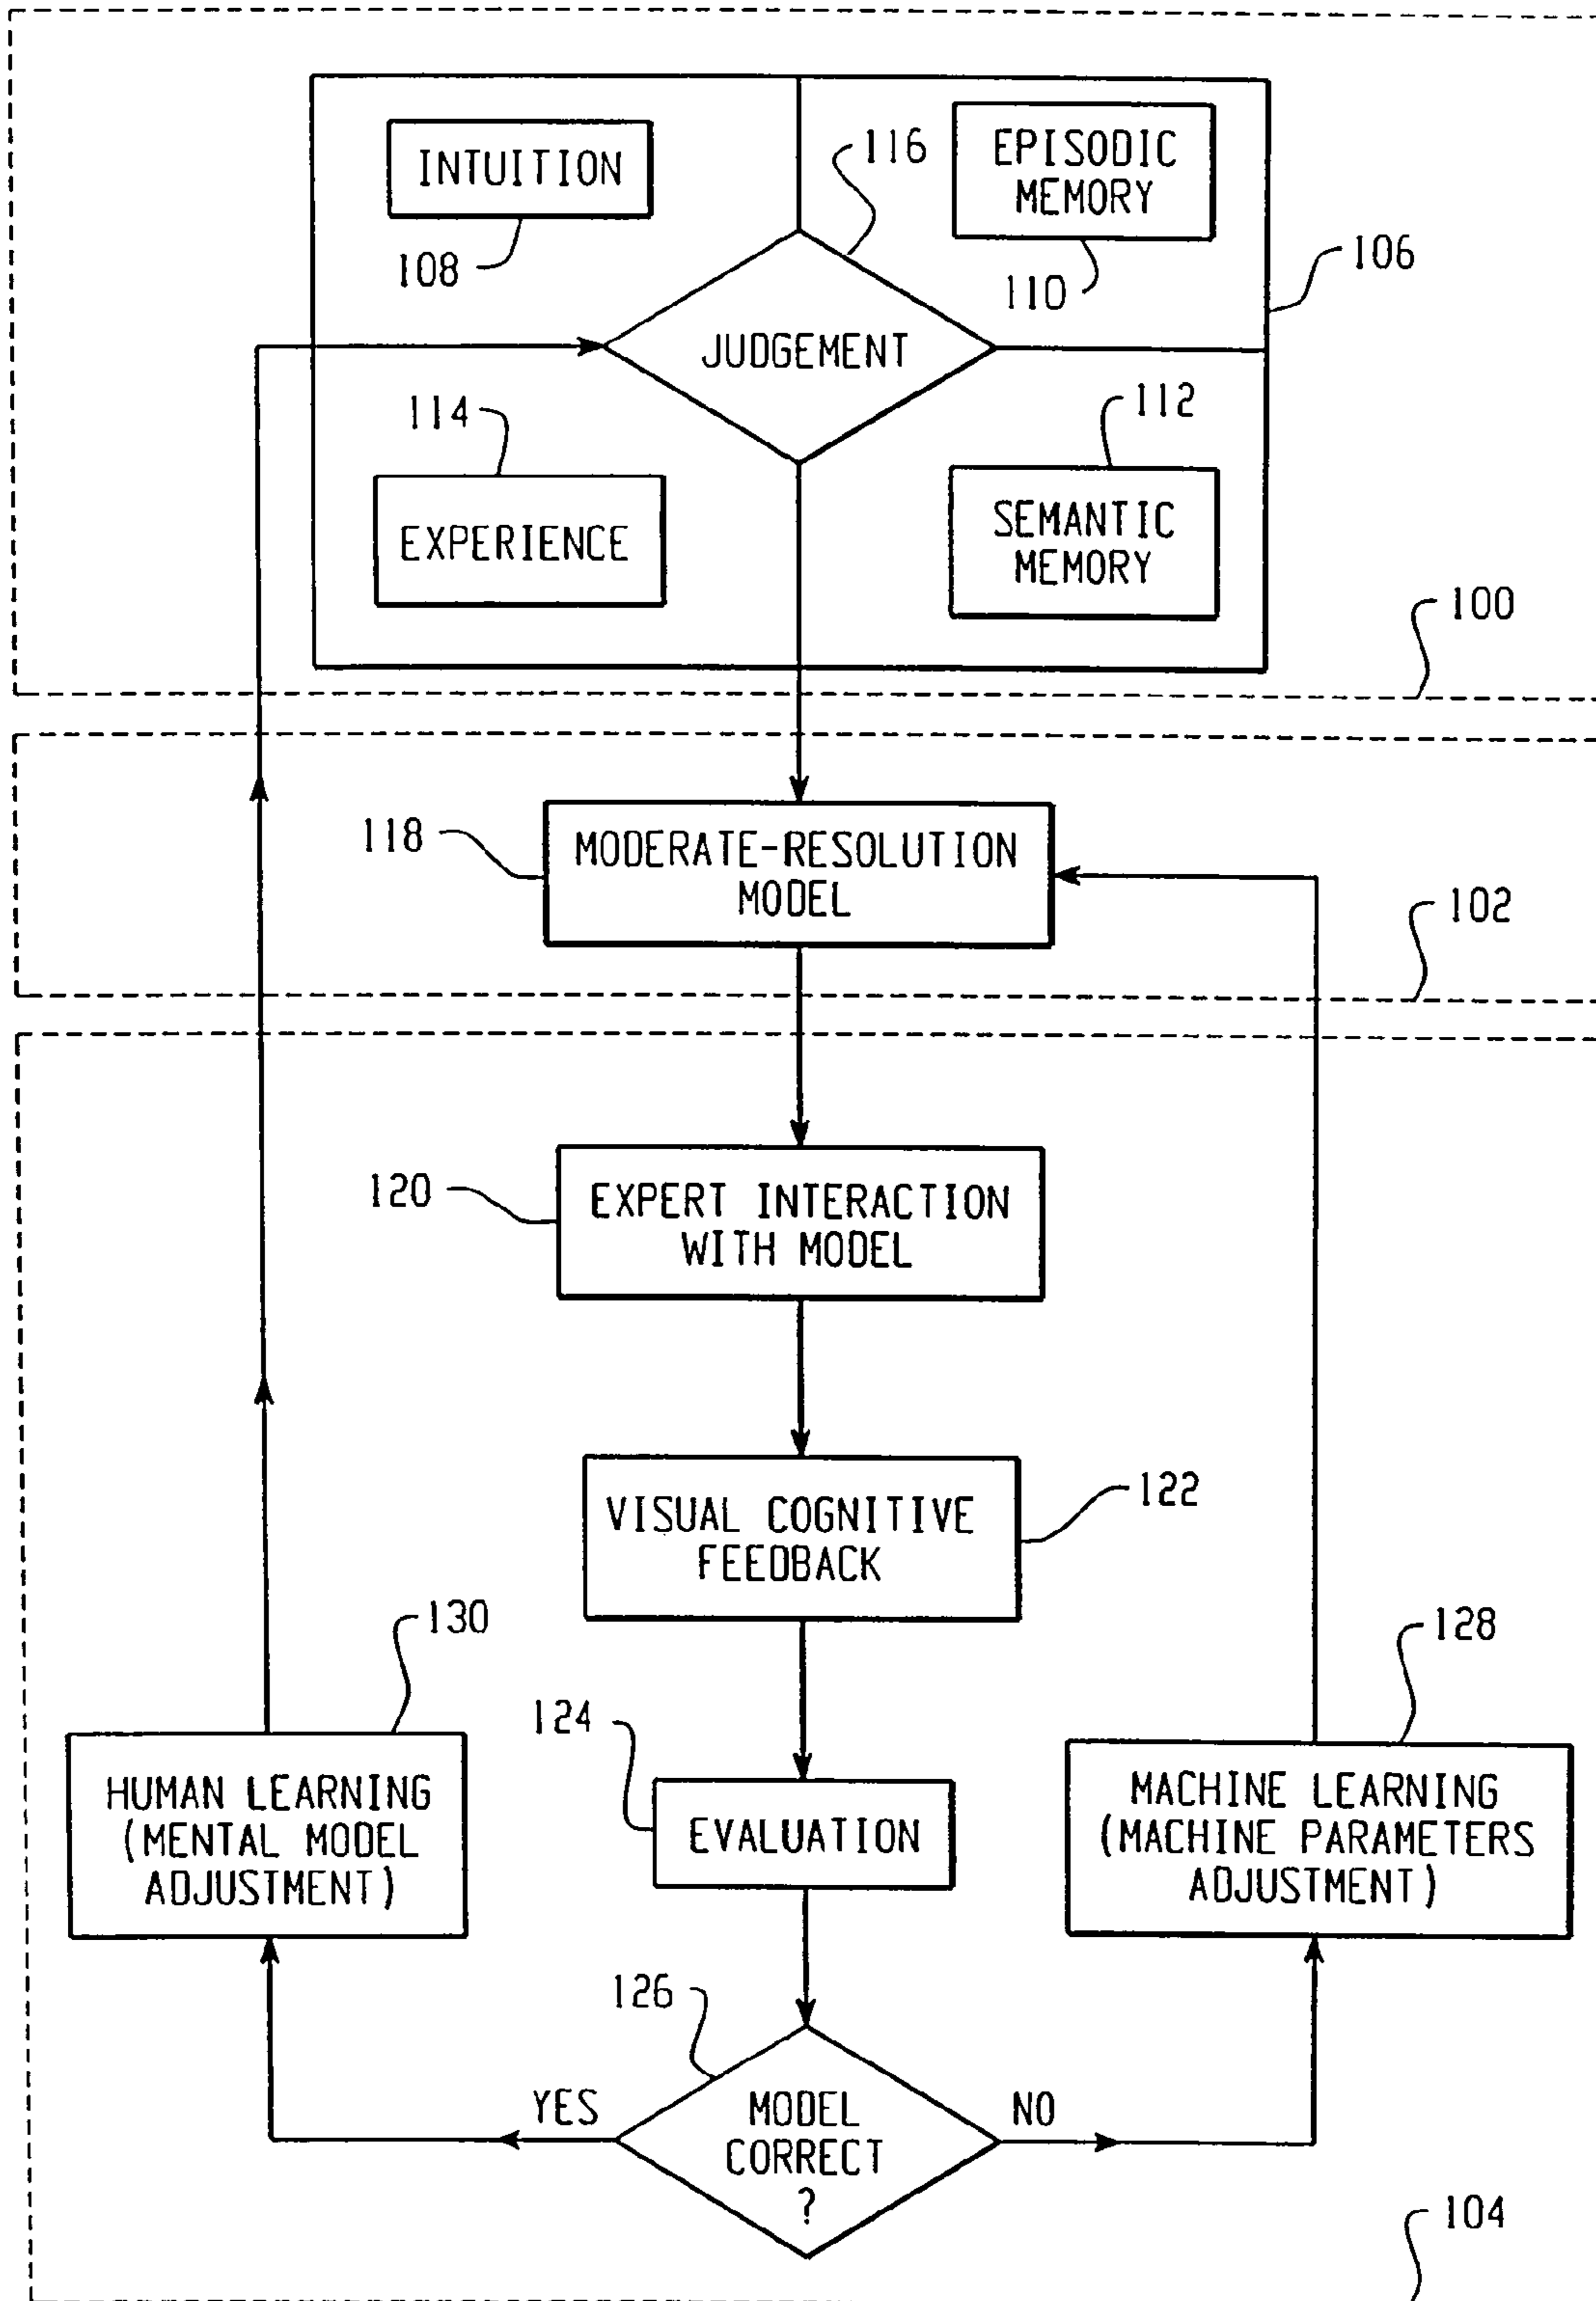 INTUITION
108
116
EPISODIC
MEMORY
110
106
JUDGEMENT
114
EXPERIENCE
112
SEMANTIC
MEMORY
100
118
MODERATE-RESOLUTION
MODEL
102
120
EXPERT INTERACTION
WITH MODEL
VISUAL COGNITIVE
FEEDBACK
122
130
HUMAN LEARNING
(MENTAL MODEL
ADJUSTMENT)
124
EVALUATION
128
MACHINE LEARNING
(MACHINE PARAMETERS
ADJUSTMENT)
126
YES
MODEL
CORRECT
?
NO
104